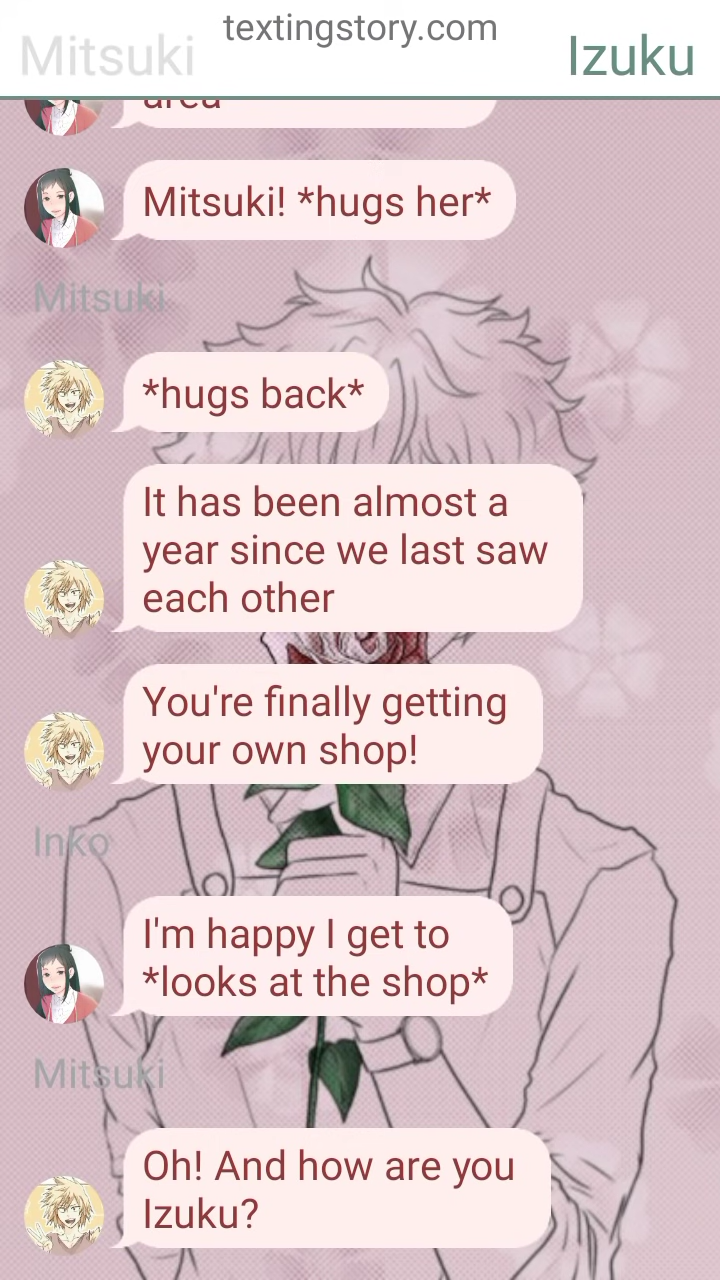 textingstory.com
Mitsuki
Izuku
area
Mitsuki! *hugs her*
Mitsuki
*hugs back*
It has been almost a
year since we last saw
each other
You're finally getting
your own shop!
Inko
I'm happy I get to
*looks at the shop*
Mitsuki
Oh! And how are you
Izuku?